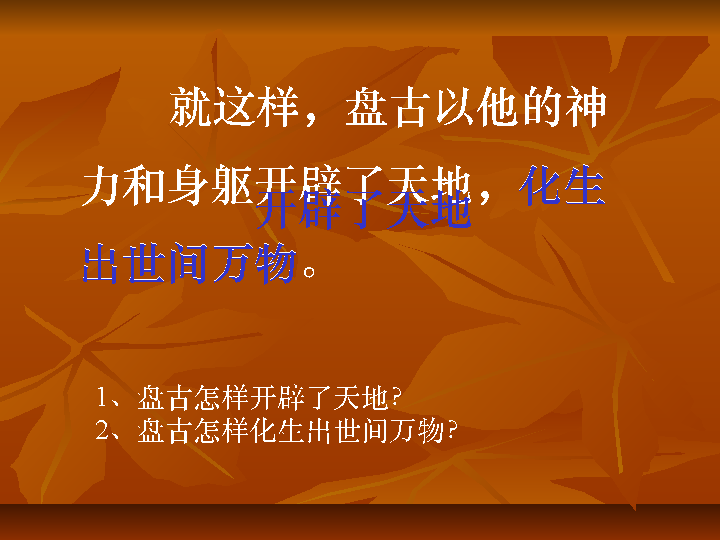 就这样，盘古以他的神
力和身躯开辟了天地，化生
开辟了天地
出世间万物。
1、盘古怎样开辟了天地?
2、盘古怎样化生出世间万物?